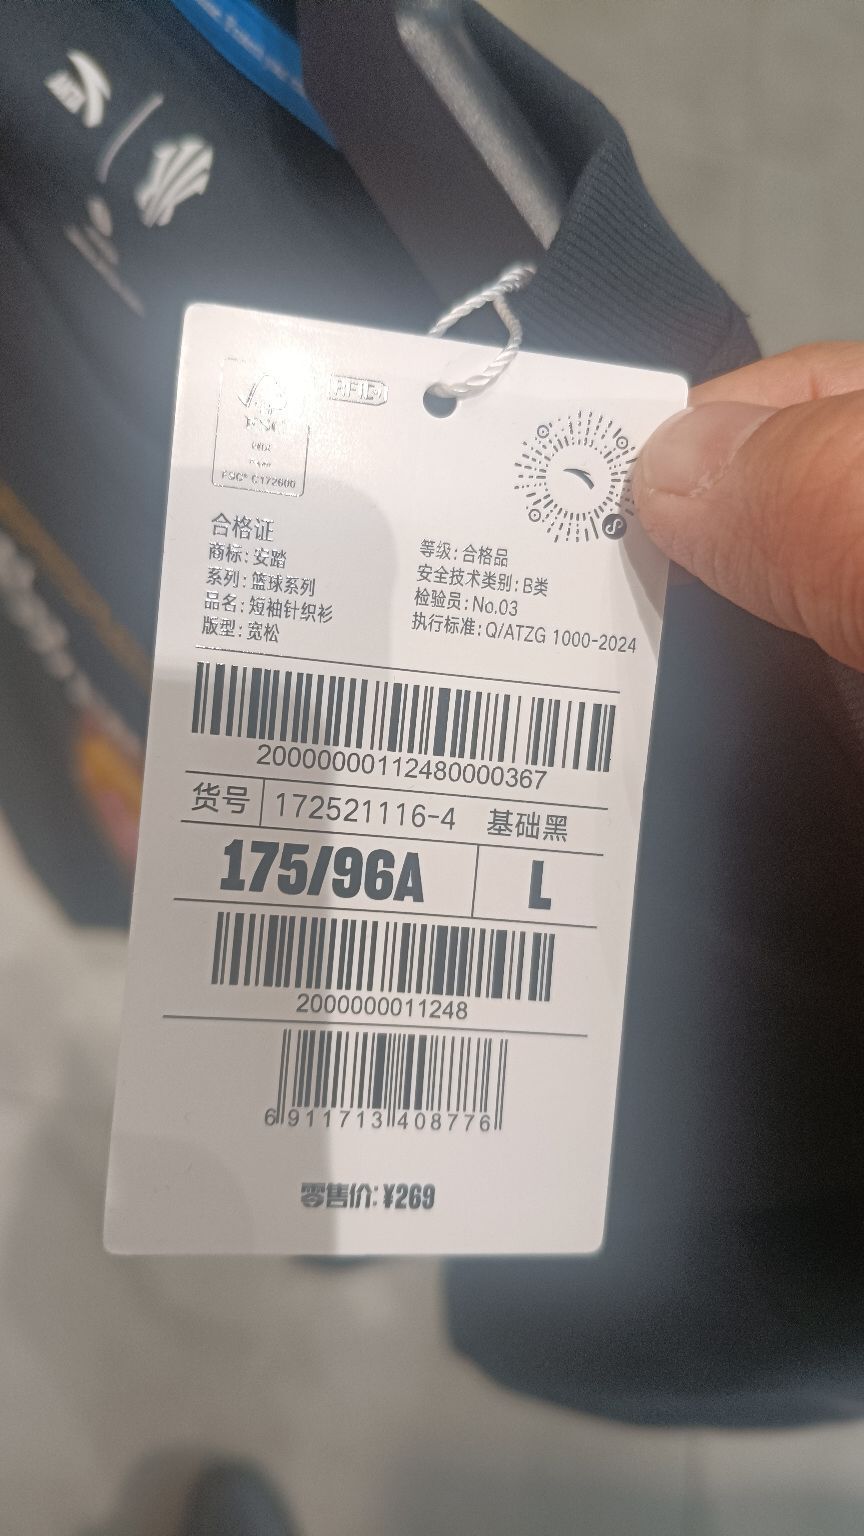 RFID
FSC
FSC® C172600
合格证
商标:安踏
系列:篮球系列
品名:短袖针织衫
版型:宽松
等级:合格品
安全技术类别:B类
检验员:No.03
执行标准:Q/ATZG 1000-2024
20000000112480000367
货号 172521116-4 基础黑
175/96A L
2000000011248
6911713408776
零售价:¥269